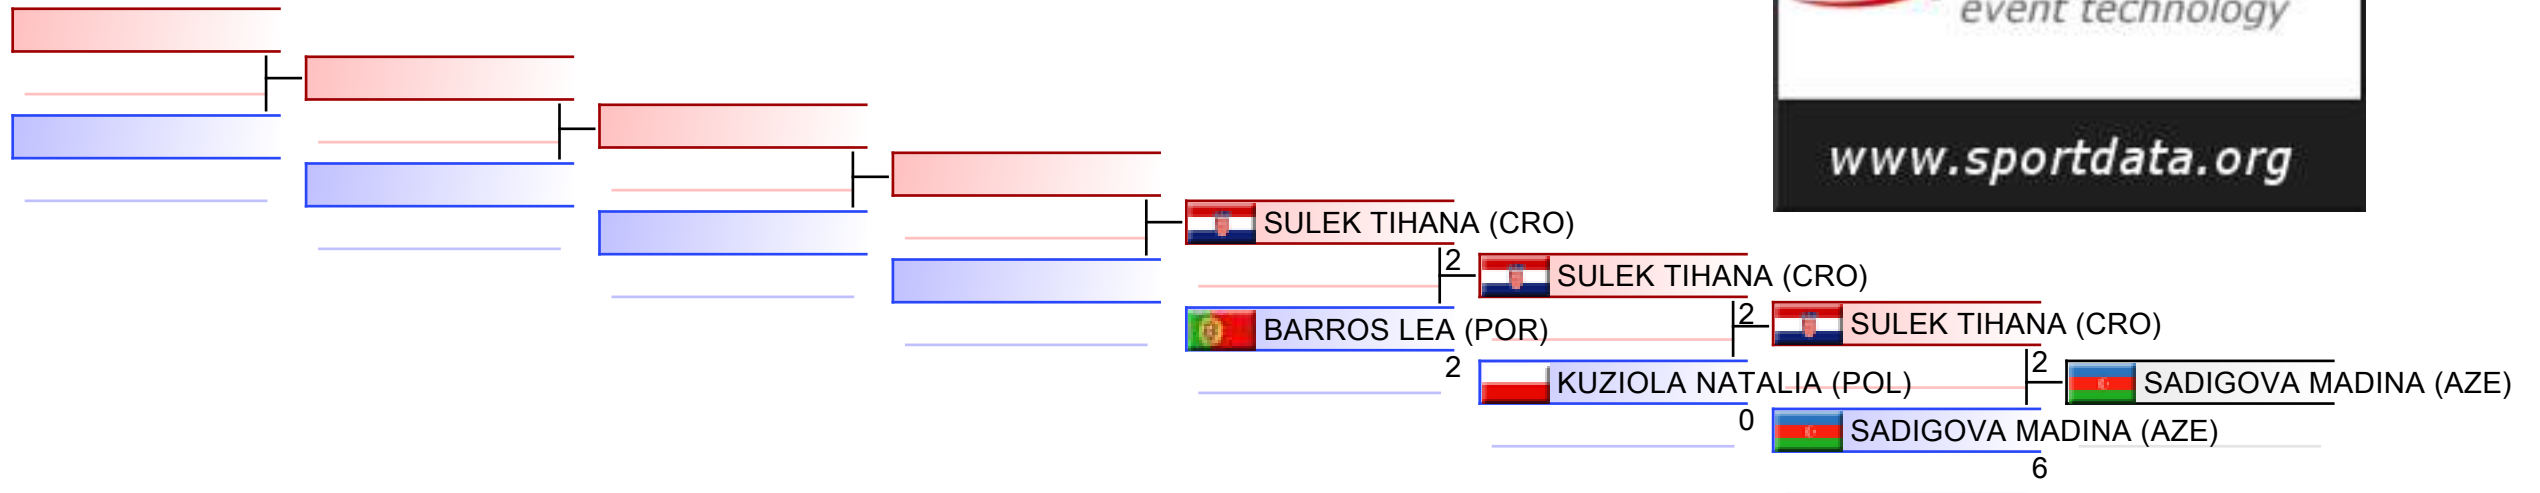 event technology
www.sportdata.org
SULEK TIHANA (CRO)
2
SULEK TIHANA (CRO)
BARROS LEA (POR)
2
2
SULEK TIHANA (CRO)
KUZIOLA NATALIA (POL)
0
2
SADIGOVA MADINA (AZE)
SADIGOVA MADINA (AZE)
6